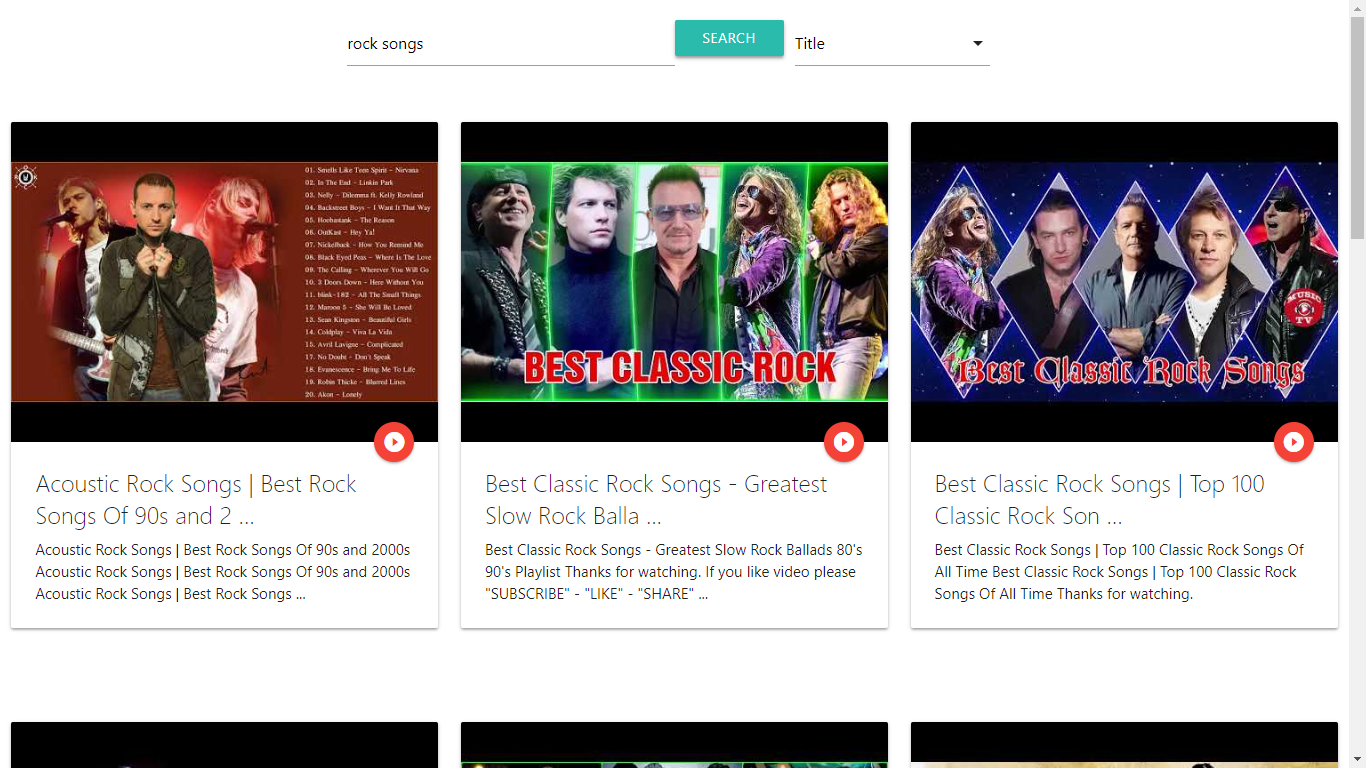 rock songs
SEARCH
Title
01. Smells Like Teen Spirit - Nirvana
02. In The End - Linkin Park
03. Nelly - Dilemma ft. Kelly Rowland
04. Backstreet Boys - I Want It That Way
05. Hoobastank - The Reason
06. OutKast - Hey Ya!
07. Nickelback - How You Remind Me
08. Black Eyed Peas - Where Is The Love
09. The Calling - Wherever You Will Go
10. 3 Doors Down - Here Without You
11. blink-182 - All The Small Things
12. Maroon 5 - She Will Be Loved
13. Sean Kingston - Beautiful Girls
14. Coldplay - Viva La Vida
15. Avril Lavigne - Complicated
17. No Doubt - Don't Speak
18. Evanescence - Bring Me To Life
19. Robin Thicke - Blurred Lines
20. Akon - Lonely
Acoustic Rock Songs | Best Rock
Songs Of 90s and 2 ...
Acoustic Rock Songs | Best Rock Songs Of 90s and 2000s
Acoustic Rock Songs | Best Rock Songs Of 90s and 2000s
Acoustic Rock Songs | Best Rock Songs ...
BEST CLASSIC ROCK
Best Classic Rock Songs - Greatest
Slow Rock Balla ...
Best Classic Rock Songs - Greatest Slow Rock Ballads 80's
90's Playlist Thanks for watching. If you like video please
"SUBSCRIBE" - "LIKE" - "SHARE" ...
MUSIC
TV
Best Classic Rock Songs
Best Classic Rock Songs | Top 100
Classic Rock Son ...
Best Classic Rock Songs | Top 100 Classic Rock Songs Of
All Time Best Classic Rock Songs | Top 100 Classic Rock
Songs Of All Time Thanks for watching.